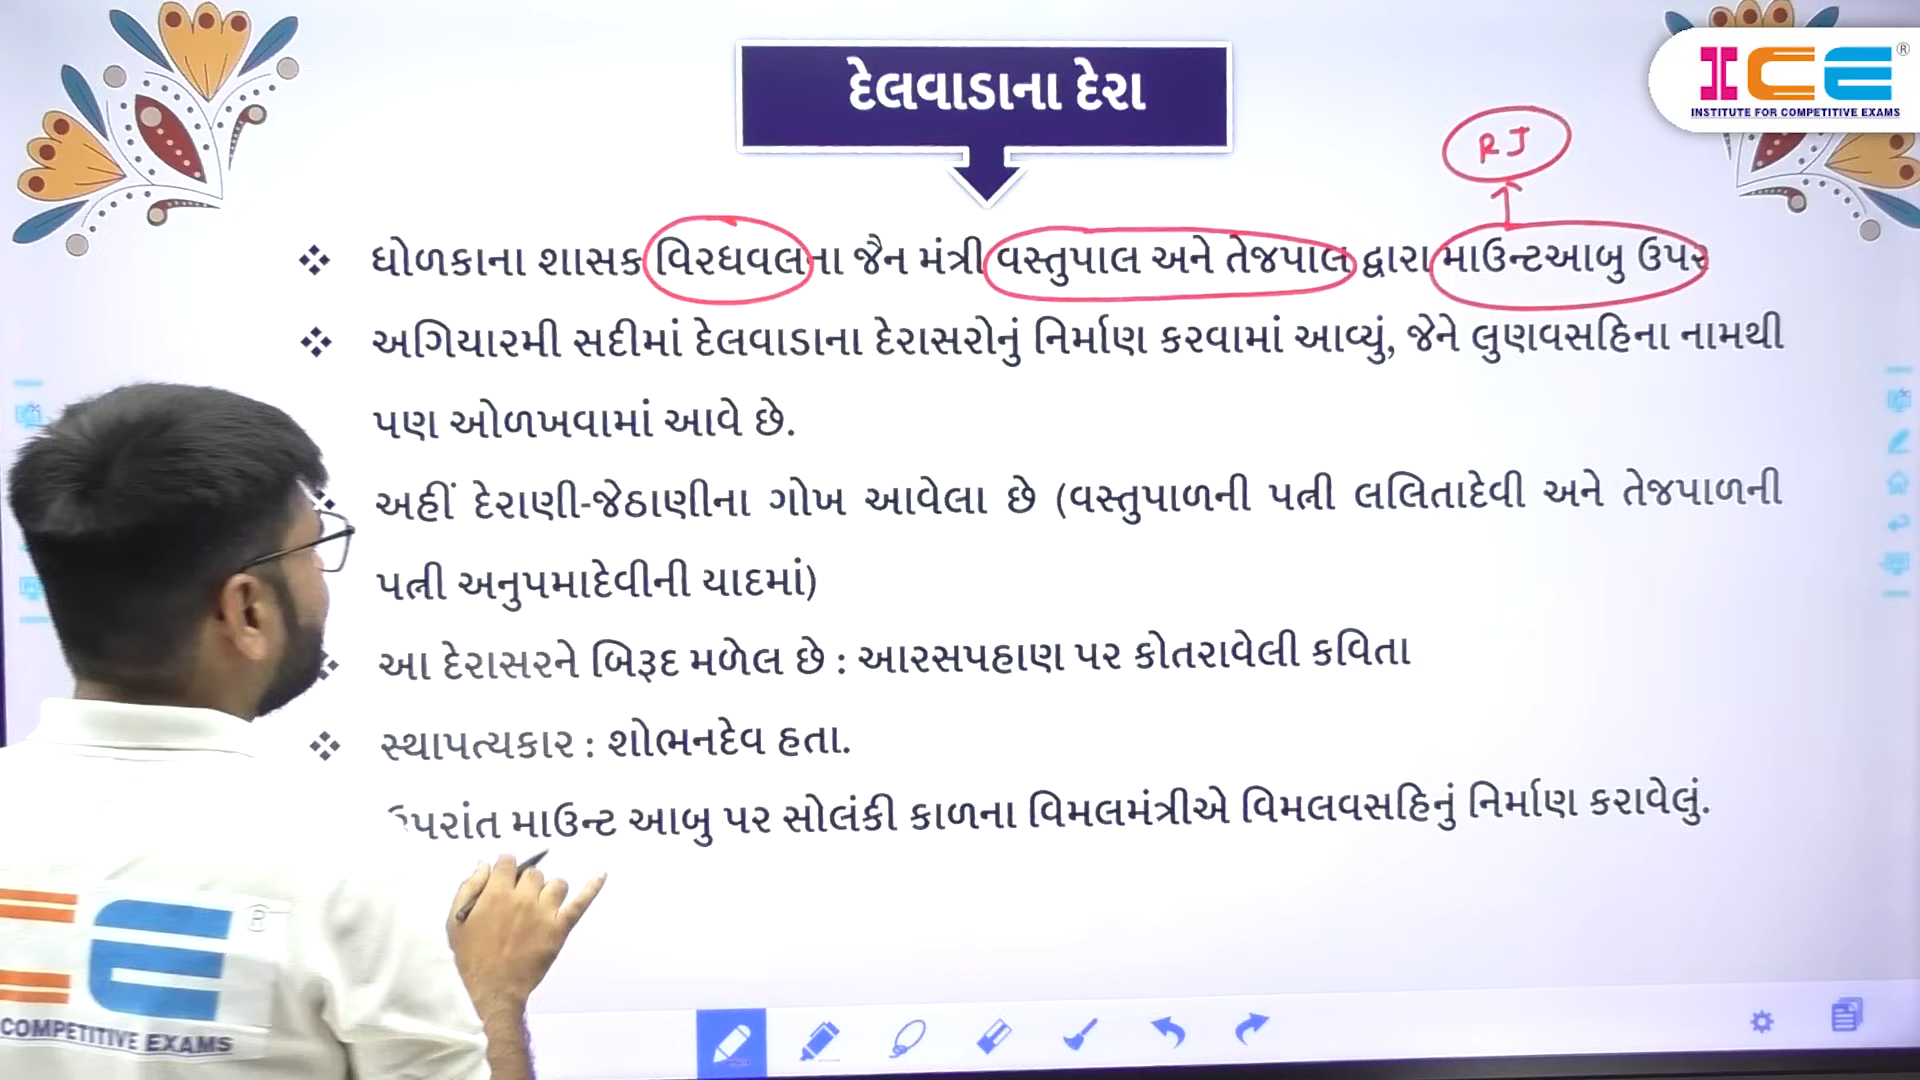 દેલવાડાના દેરા
ICE®
INSTITUTE FOR COMPETITIVE EXAMS
RJ
❖ ધોળકાના શાસક વિરધવલના જૈન મંત્રી વસ્તુપાલ અને તેજપાલ દ્વારા માઉન્ટઆબુ ઉપર
❖ અગિયારમી સદીમાં દેલવાડાના દેરાસરોનું નિર્માણ કરવામાં આવ્યું, જેને લુણવસહિના નામથી
પણ ઓળખવામાં આવે છે.
❖ અહીં દેરાણી-જેઠાણીના ગોખ આવેલા છે (વસ્તુપાળની પત્ની લલિતાદેવી અને તેજપાળની
પત્ની અનુપમાદેવીની યાદમાં)
❖ આ દેરાસરને બિરૂદ મળેલ છે : આરસપહાણ પર કોતરાવેલી કવિતા
❖ સ્થાપત્યકાર : શોભનદેવ હતા.
ઉપરાંત માઉન્ટ આબુ પર સોલંકી કાળના વિમલમંત્રીએ વિમલવસહિનું નિર્માણ કરાવેલું.
E®
COMPETITIVE EXAMS